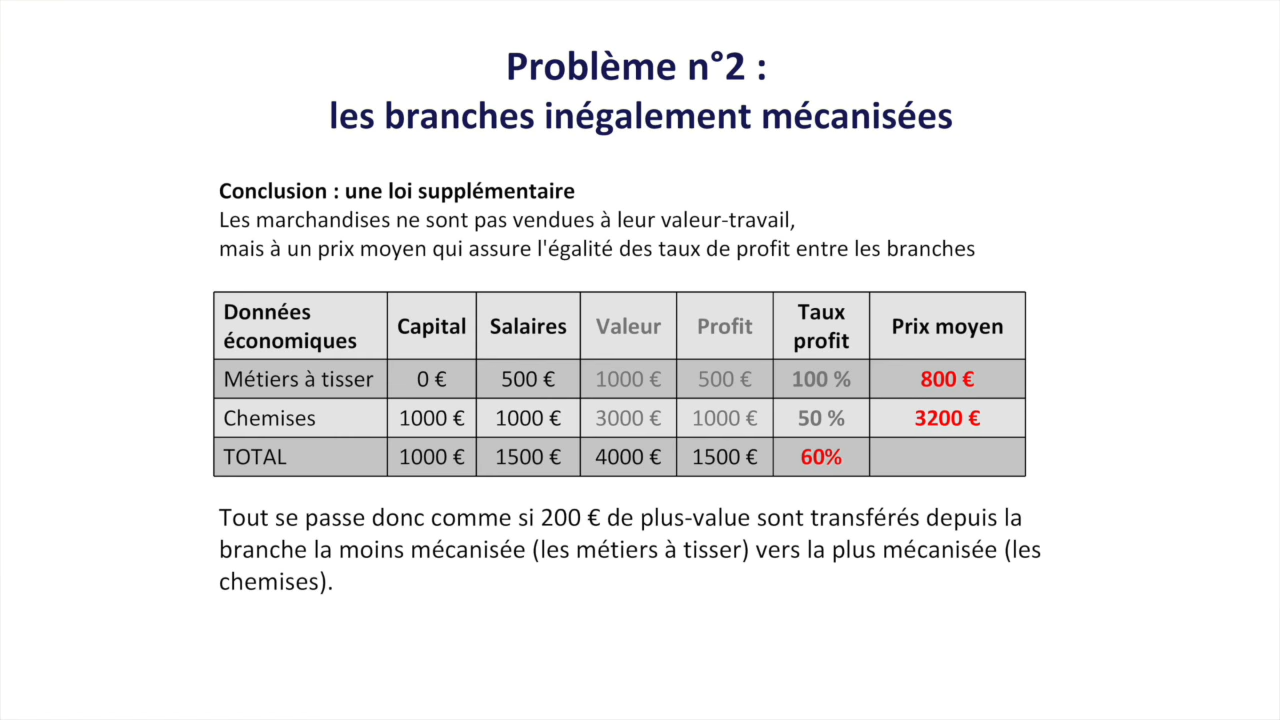 Problème n°2 :
les branches inégalement mécanisées
Conclusion : une loi supplémentaire
Les marchandises ne sont pas vendues à leur valeur-travail,
mais à un prix moyen qui assure l'égalité des taux de profit entre les branches
Données économiques Capital Salaires Valeur Profit Taux profit Prix moyen
Métiers à tisser 0 € 500 € 1000 € 500 € 100 % 800 €
Chemises 1000 € 1000 € 3000 € 1000 € 50 % 3200 €
TOTAL 1000 € 1500 € 4000 € 1500 € 60%
Tout se passe donc comme si 200 € de plus-value sont transférés depuis la
branche la moins mécanisée (les métiers à tisser) vers la plus mécanisée (les
chemises).